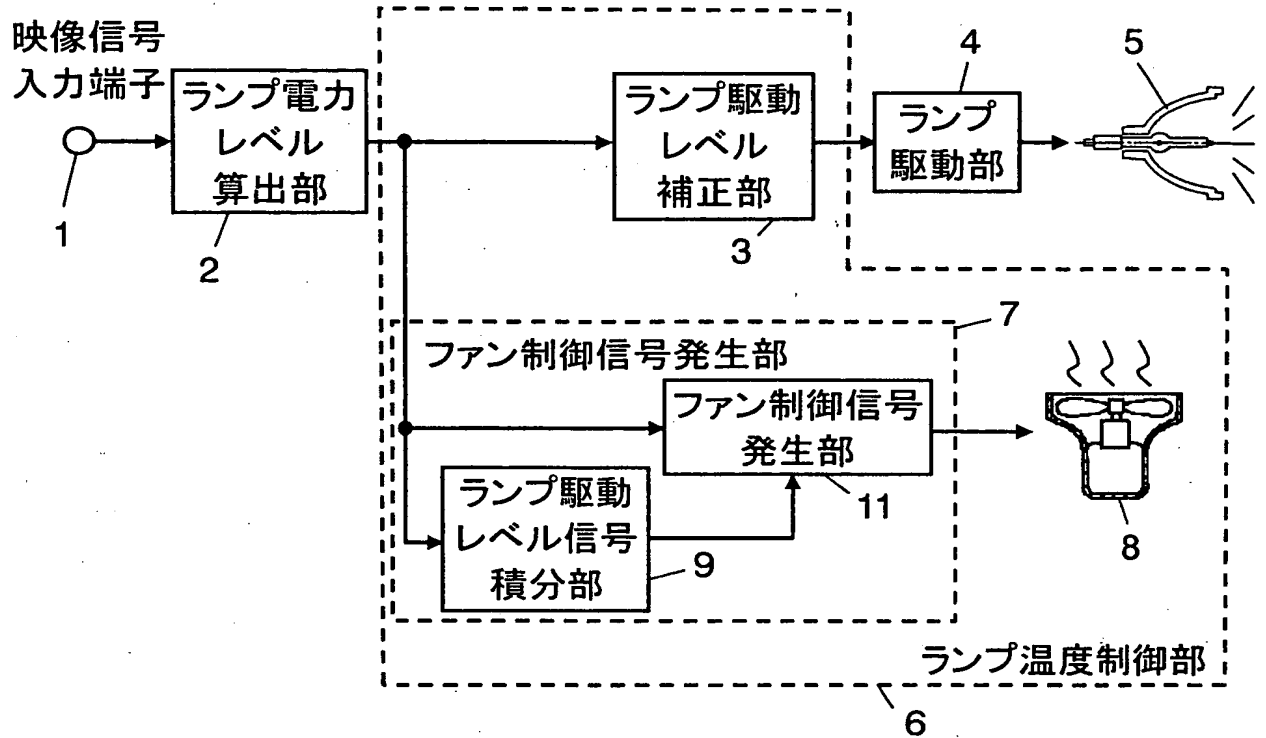 映像信号
入力端子
1
ランプ電力
レベル
算出部
2
ランプ駆動
レベル
補正部
3
4
ランプ
駆動部
5
7
ファン制御信号発生部
ファン制御信号
発生部
11
ランプ駆動
レベル信号
積分部
9
8
ランプ温度制御部
6